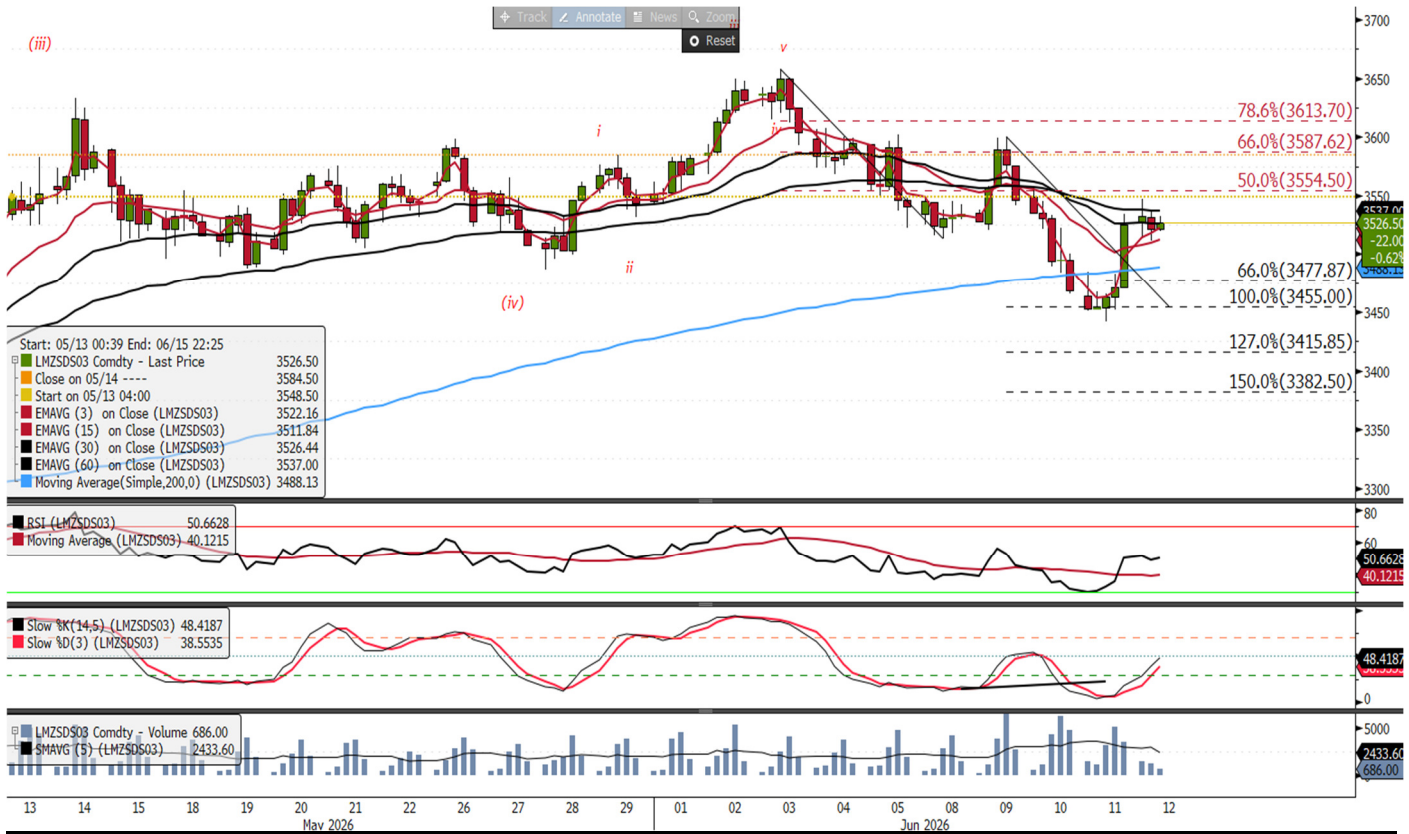 Track Annotate News Zoom
Reset
(iii)
v
iv
i
ii
(iv)
3700
3650
3600
3550
3450
3400
3350
3300
78.6%(3613.70)
66.0%(3587.62)
50.0%(3554.50)
66.0%(3477.87)
100.0%(3455.00)
127.0%(3415.85)
150.0%(3382.50)
3537.00
3526.50
-22.00
-0.62%
3488.13
Start: 05/13 00:39 End: 06/15 22:25
LMZSDS03 Comdty - Last Price 3526.50
Close on 05/14 ---- 3584.50
Start on 05/13 04:00 3548.50
EMAVG (3) on Close (LMZSDS03) 3522.16
EMAVG (15) on Close (LMZSDS03) 3511.84
EMAVG (30) on Close (LMZSDS03) 3526.44
EMAVG (60) on Close (LMZSDS03) 3537.00
Moving Average(Simple,200,0) (LMZSDS03) 3488.13
RSI (LMZSDS03) 50.6628
Moving Average (LMZSDS03) 40.1215
80
60
50.6628
40.1215
Slow %K(14,5) (LMZSDS03) 48.4187
Slow %D(3) (LMZSDS03) 38.5535
48.4187
0
LMZSDS03 Comdty - Volume 686.00
SMAVG (5) (LMZSDS03) 2433.60
5000
2433.60
686.00
13 14 15 18 19 20 21 22 26 27 28 29 01 02 03 04 05 08 09 10 11 12
May 2026 Jun 2026